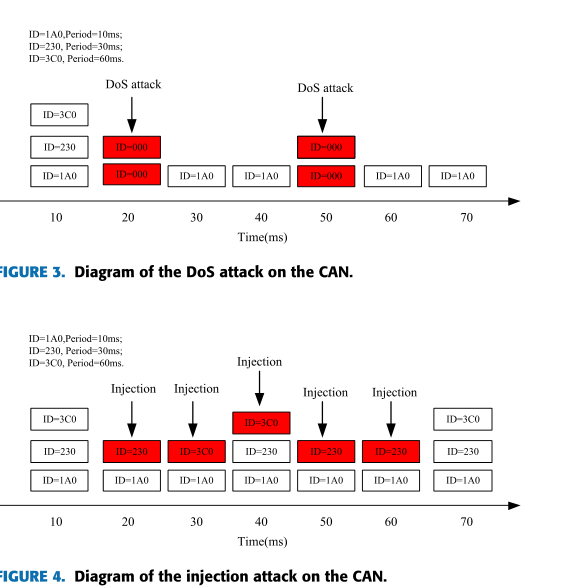 ID=1A0,Period=10ms;
ID=230, Period=30ms;
ID=3C0, Period=60ms.
DoS attack DoS attack
ID=3C0
ID=230 ID=000 ID=000
ID=1A0 ID=000 ID=1A0 ID=1A0 ID=000 ID=1A0 ID=1A0
10 20 30 40 50 60 70
Time(ms)
FIGURE 3. Diagram of the DoS attack on the CAN.
ID=1A0,Period=10ms;
ID=230, Period=30ms;
ID=3C0, Period=60ms.
Injection
Injection Injection Injection Injection
ID=3C0 ID=3C0 ID=3C0
ID=230 ID=230 ID=3C0 ID=230 ID=230 ID=230 ID=230
ID=1A0 ID=1A0 ID=1A0 ID=1A0 ID=1A0 ID=1A0 ID=1A0
10 20 30 40 50 60 70
Time(ms)
FIGURE 4. Diagram of the injection attack on the CAN.